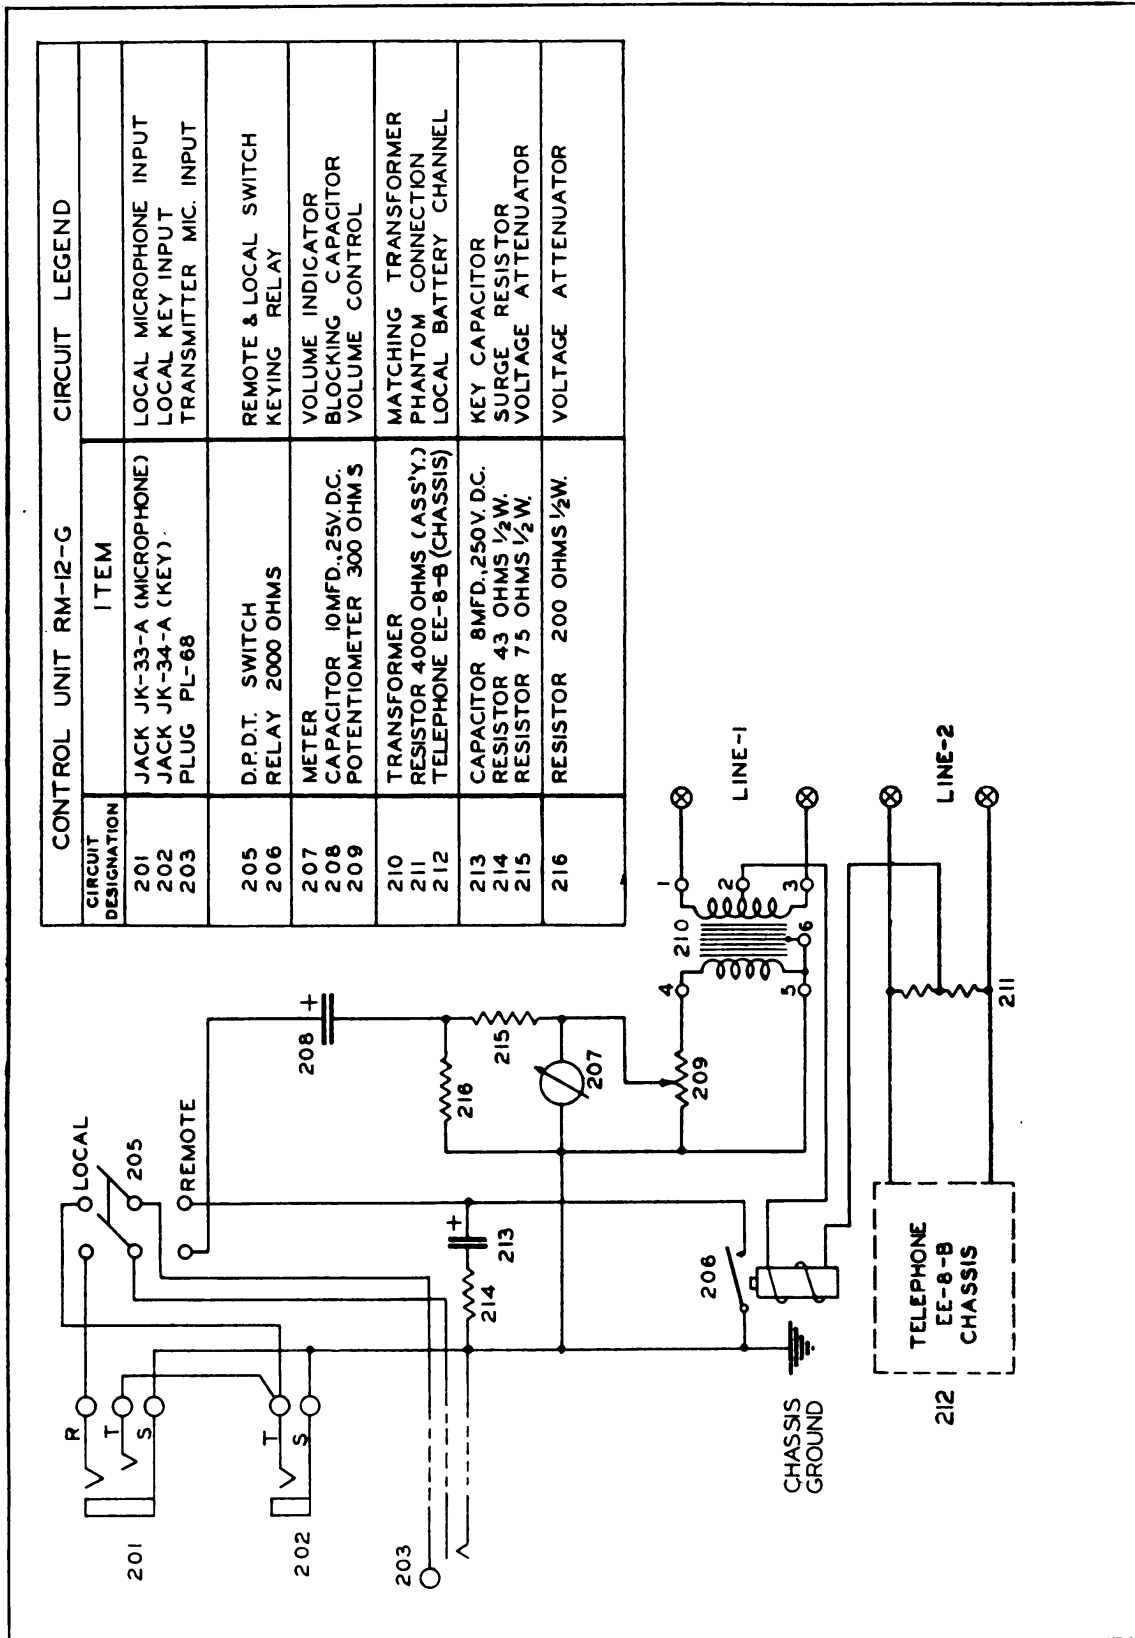 CONTROL UNIT RM-12-G CIRCUIT LEGEND
CIRCUIT DESIGNATION ITEM
201 JACK JK-33-A (MICROPHONE) LOCAL MICROPHONE INPUT
202 JACK JK-34-A (KEY) LOCAL KEY INPUT
203 PLUG PL-68 TRANSMITTER MIC. INPUT
205 D.P.D.T. SWITCH REMOTE & LOCAL SWITCH
206 RELAY 2000 OHMS KEYING RELAY
207 METER VOLUME INDICATOR
208 CAPACITOR 10MFD.,25V.D.C. BLOCKING CAPACITOR
209 POTENTIOMETER 300 OHMS VOLUME CONTROL
210 TRANSFORMER MATCHING TRANSFORMER
211 RESISTOR 4000 OHMS (ASS'Y.) PHANTOM CONNECTION
212 TELEPHONE EE-8-B (CHASSIS) LOCAL BATTERY CHANNEL
213 CAPACITOR 8MFD.,250V.D.C. KEY CAPACITOR
214 RESISTOR 43 OHMS ½W. SURGE RESISTOR
215 RESISTOR 75 OHMS ½W. VOLTAGE ATTENUATOR
216 RESISTOR 200 OHMS ½W. VOLTAGE ATTENUATOR
201
R
T
S
LOCAL
205
REMOTE
202
T
S
203
208
+
216
215
207
209
+
213
214
210
1
2
3
4
5
6
LINE-1
206
CHASSIS
GROUND
LINE-2
211
TELEPHONE
EE-8-B
CHASSIS
212